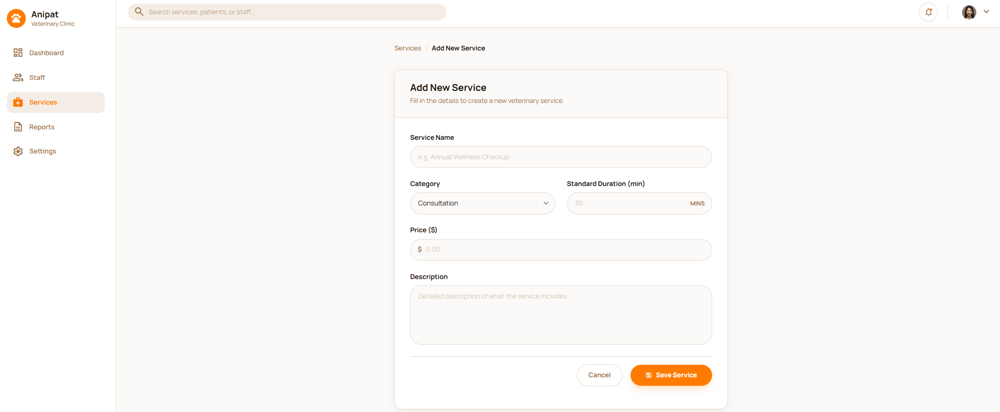 Anipat
Veterinary Clinic
Search services, patients, or staff...
Dashboard
Staff
Services
Reports
Settings
Services / Add New Service
Add New Service
Fill in the details to create a new veterinary service.
Service Name
e.g. Annual Wellness Checkup
Category
Consultation
Standard Duration (min)
30 MINS
Price ($)
$ 0.00
Description
Detailed description of what the service includes...
Cancel
Save Service